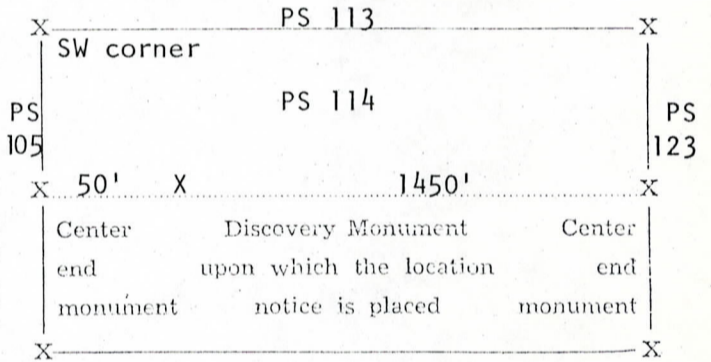 PS 113
X X
SW corner
PS 114
PS 105
PS 123
X 50' X 1450' X
Center Discovery Monument Center
end upon which the location end
monument notice is placed monument
X X